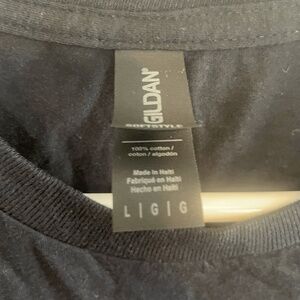 GILDAN®
SOFTSTYLE
100% cotton /
coton / algodón
Made in Haiti
Fabriqué en Haïti
Hecho en Haití
L | G | G